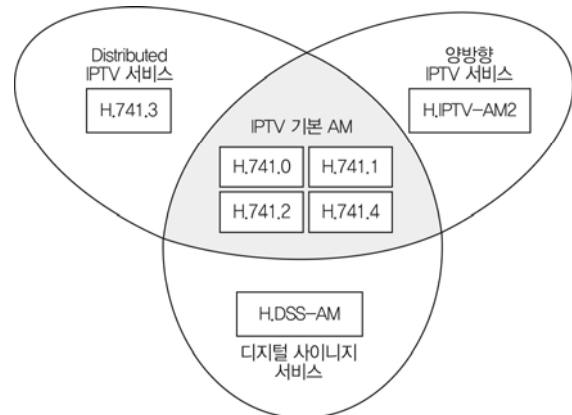 Distributed
IPTV 서비스
H.741.3
양방향
IPTV 서비스
H.IPTV-AM2
IPTV 기본 AM
H.741.0
H.741.1
H.741.2
H.741.4
H.DSS-AM
디지털 사이니지
서비스